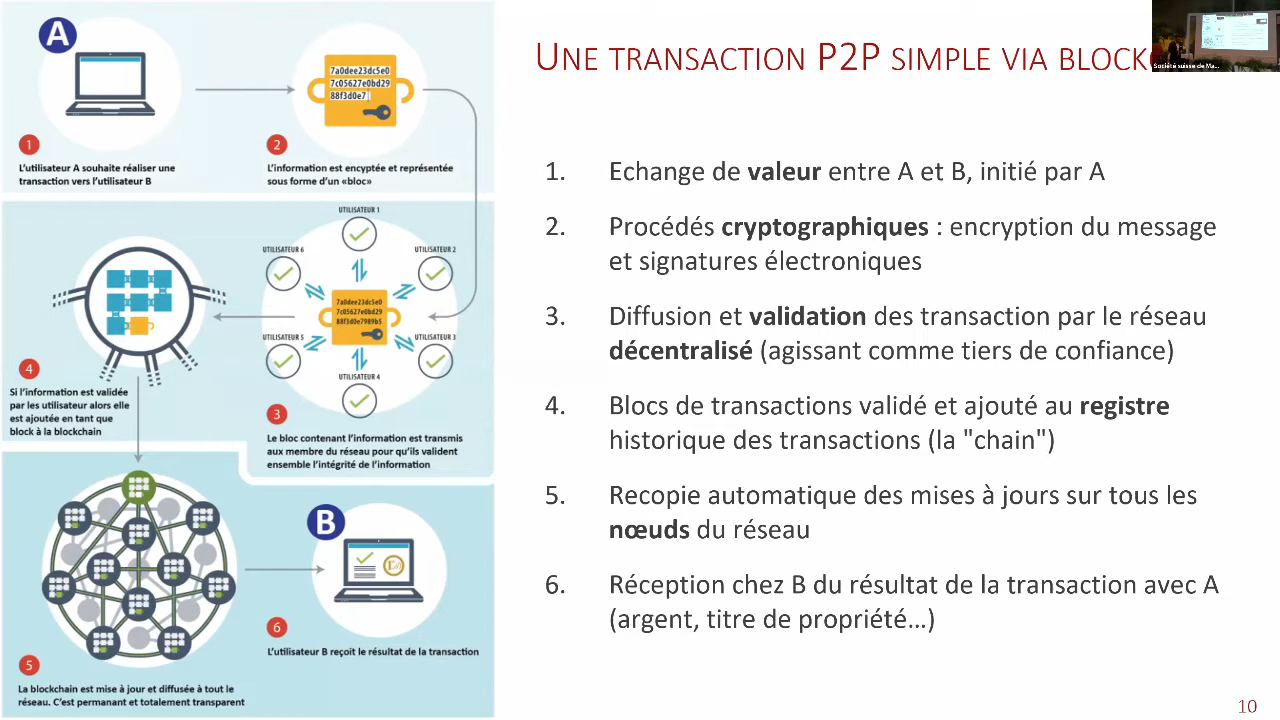 UNE TRANSACTION P2P SIMPLE VIA BLOCK
Société suisse de Ma...
A
7a0dee23dc5e0
7c05627e0bd29
88f3d0e7
1
L'utilisateur A souhaite réaliser une
transaction vers l'utilisateur B
2
L'information est encyptée et représentée
sous forme d'un «bloc»
UTILISATEUR 1
UTILISATEUR 6
UTILISATEUR 2
7a0dee23dc5e0
7c05627e0bd29
88f3d0e7989b5
UTILISATEUR 5
UTILISATEUR 3
UTILISATEUR 4
4
Si l'information est validée
par les utilisateur alors elle
est ajoutée en tant que
block à la blockchain
3
Le bloc contenant l'information est transmis
aux membre du réseau pour qu'ils valident
ensemble l'intégrité de l'information
B
6
L'utilisateur B reçoit le résultat de la transaction
5
La blockchain est mise à jour et diffusée à tout le
réseau. C'est permanant et totalement transparent
1. Echange de valeur entre A et B, initié par A
2. Procédés cryptographiques : encryption du message
et signatures électroniques
3. Diffusion et validation des transaction par le réseau
décentralisé (agissant comme tiers de confiance)
4. Blocs de transactions validé et ajouté au registre
historique des transactions (la "chain")
5. Recopie automatique des mises à jours sur tous les
nœuds du réseau
6. Réception chez B du résultat de la transaction avec A
(argent, titre de propriété…)
10